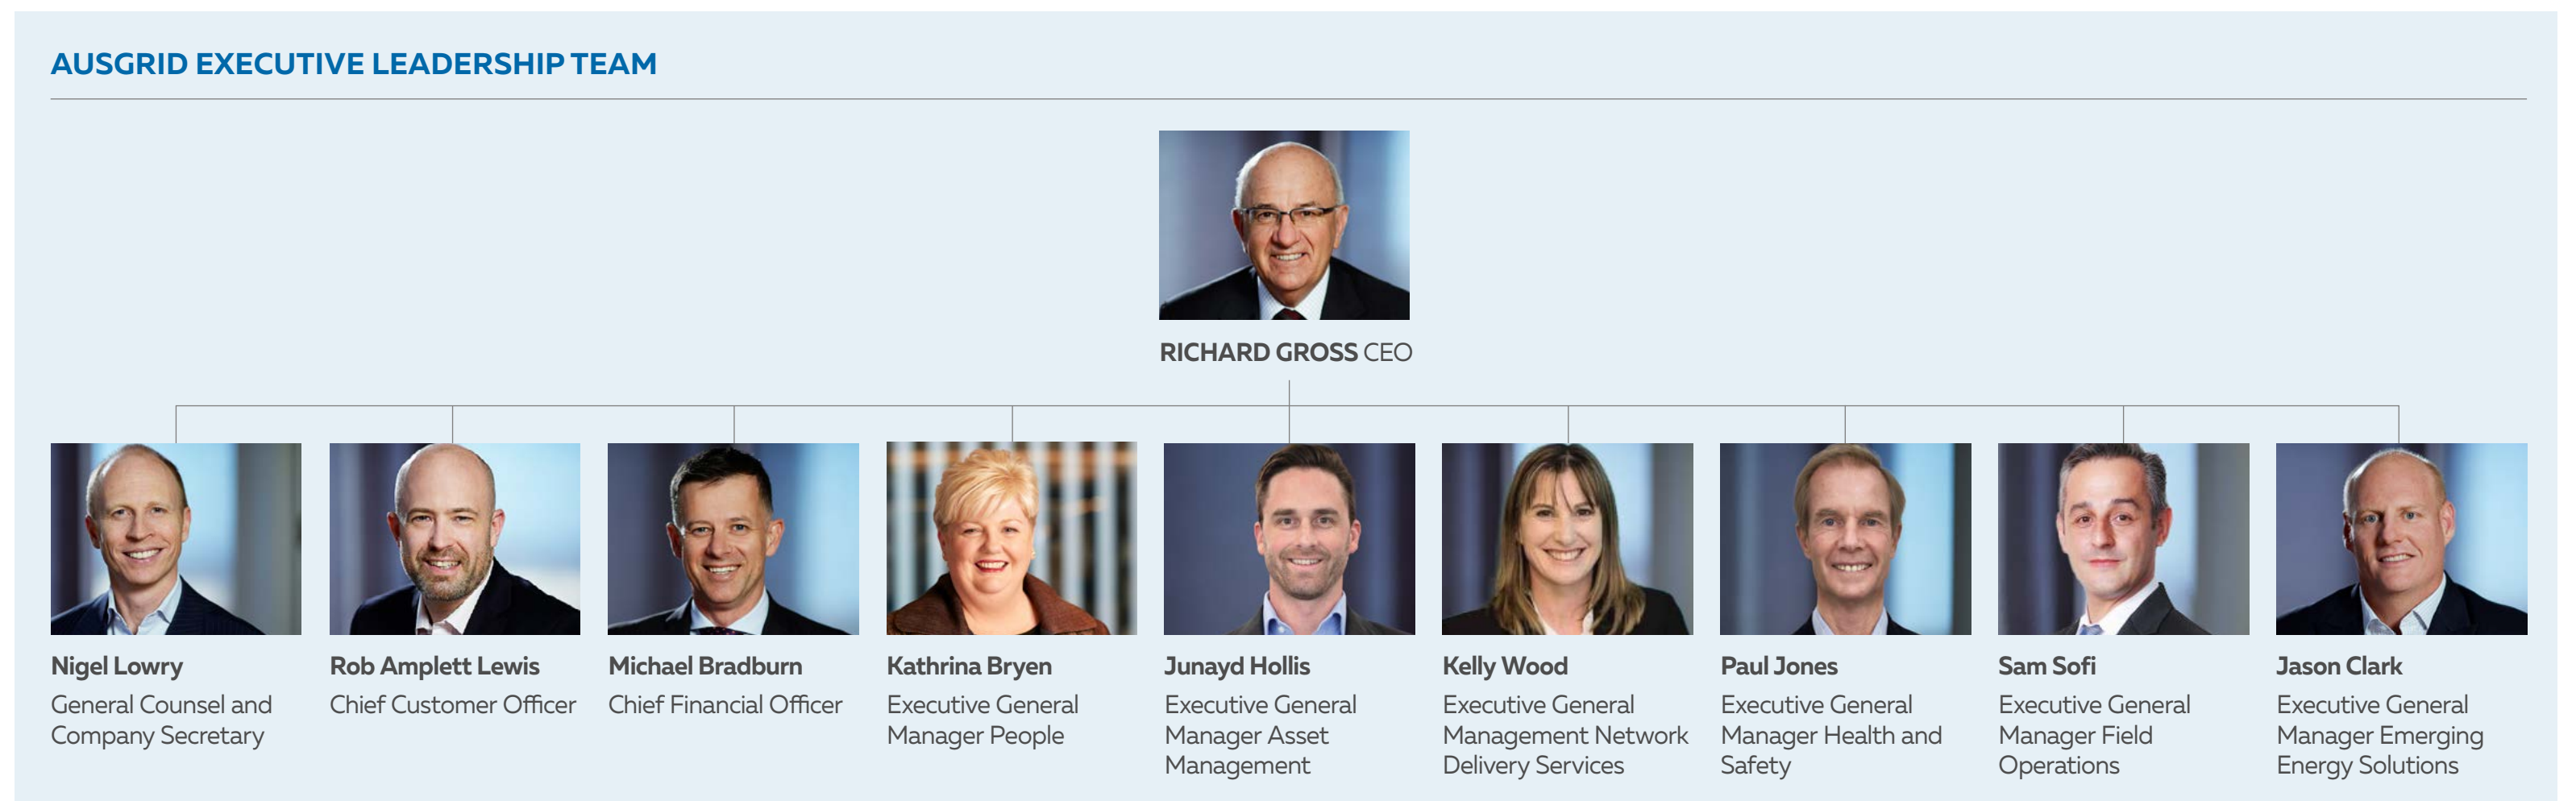 AUSGRID EXECUTIVE LEADERSHIP TEAM
RICHARD GROSS CEO
Nigel Lowry
General Counsel and
Company Secretary
Rob Amplett Lewis
Chief Customer Officer
Michael Bradburn
Chief Financial Officer
Kathrina Bryen
Executive General
Manager People
Junayd Hollis
Executive General
Manager Asset
Management
Kelly Wood
Executive General
Management Network
Delivery Services
Paul Jones
Executive General
Manager Health and
Safety
Sam Sofi
Executive General
Manager Field
Operations
Jason Clark
Executive General
Manager Emerging
Energy Solutions